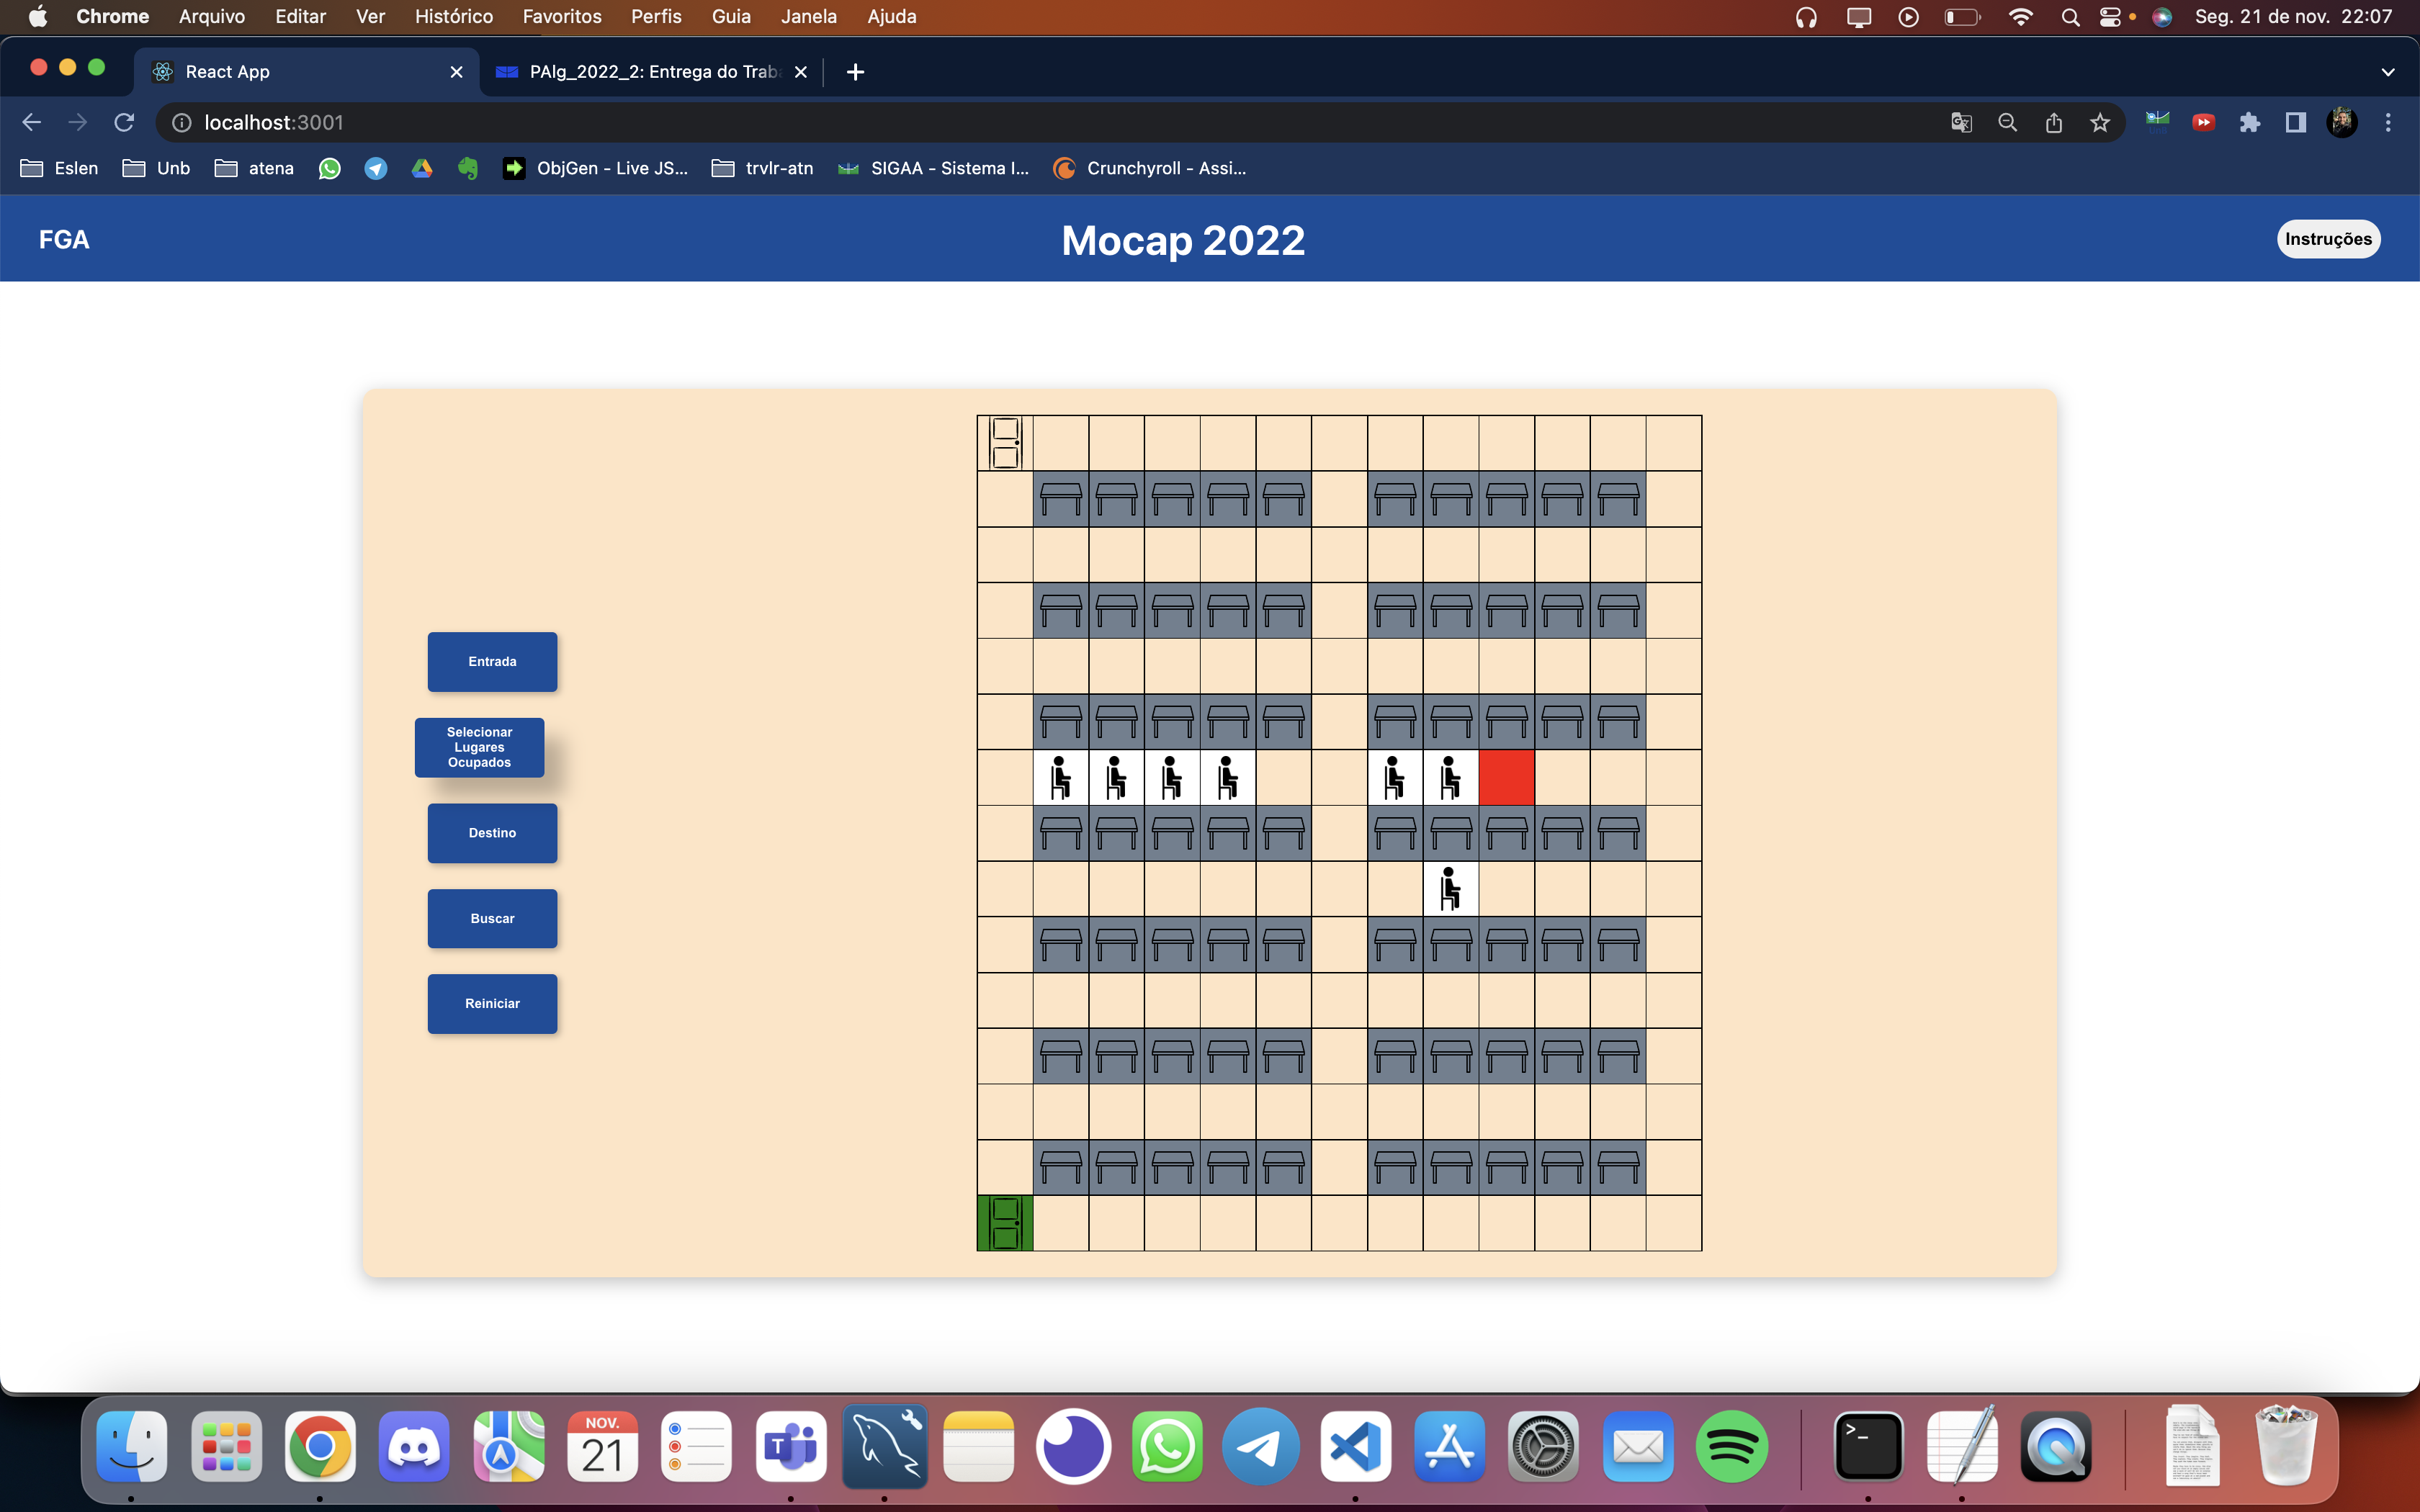 Chrome Arquivo Editar Ver Histórico Favoritos Perfis Guia Janela Ajuda Seg. 21 de nov. 22:07
React App PAlg_2022_2: Entrega do Trab
localhost:3001
Eslen Unb atena ObjGen - Live JS... trvlr-atn SIGAA - Sistema I... Crunchyroll - Assi...
FGA Mocap 2022 Instruções
Entrada
Selecionar
Lugares
Ocupados
Destino
Buscar
Reiniciar
NOV.
21